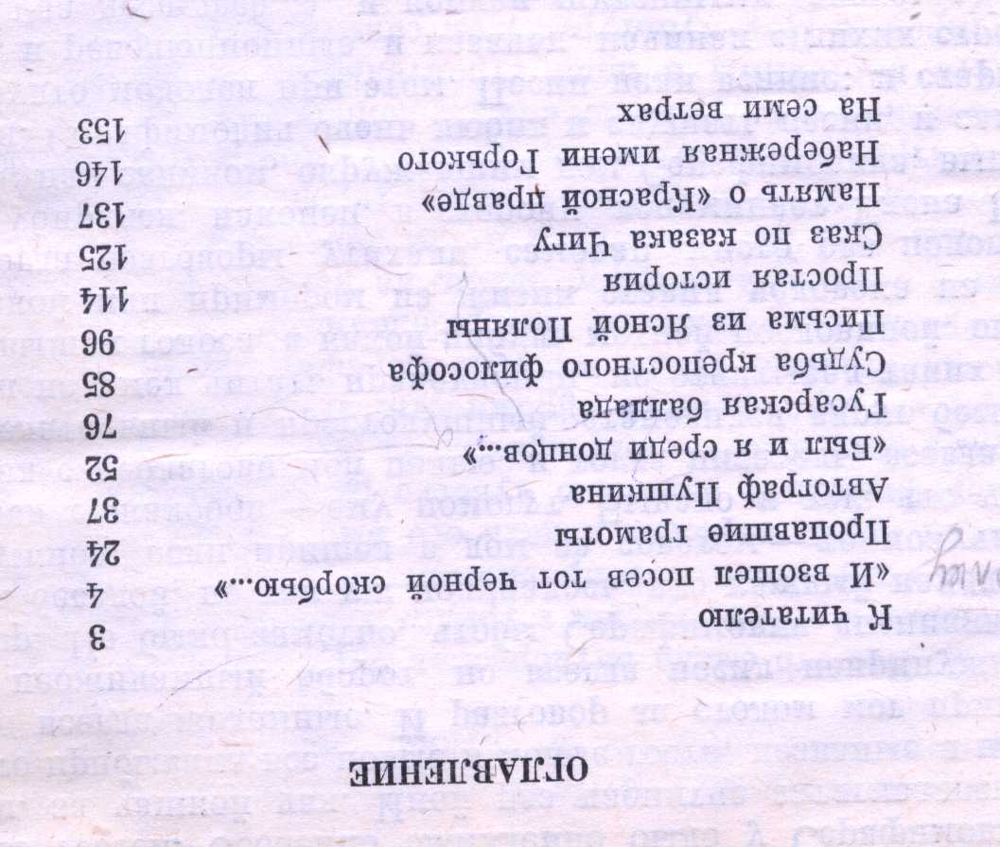 ОГЛАВЛЕНИЕ
К читателю 3
«И взошел посев тот черной скорбью...» 4
Пропавшие грамоты 24
Автограф Пушкина 37
«Был и я среди донцов...» 52
Гусарская баллада 76
Судьба крепостного философа 85
Письма из Ясной Поляны 96
Простая история 114
Сказ по казака Чигу 125
Память о «Красной правде» 137
Набережная имени Горького 146
На семи ветрах 153